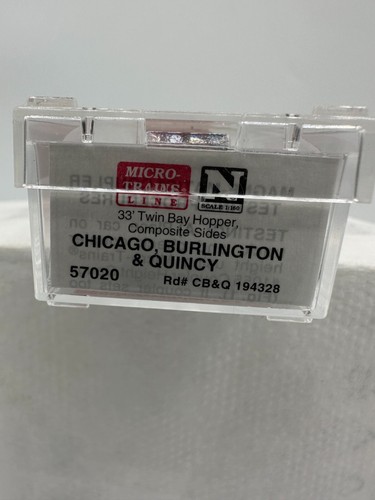 MICRO-
TRAINS
LINE
N
SCALE 1:160
33' Twin Bay Hopper,
Composite Sides
CHICAGO, BURLINGTON
& QUINCY
57020 Rd# CB&Q 194328